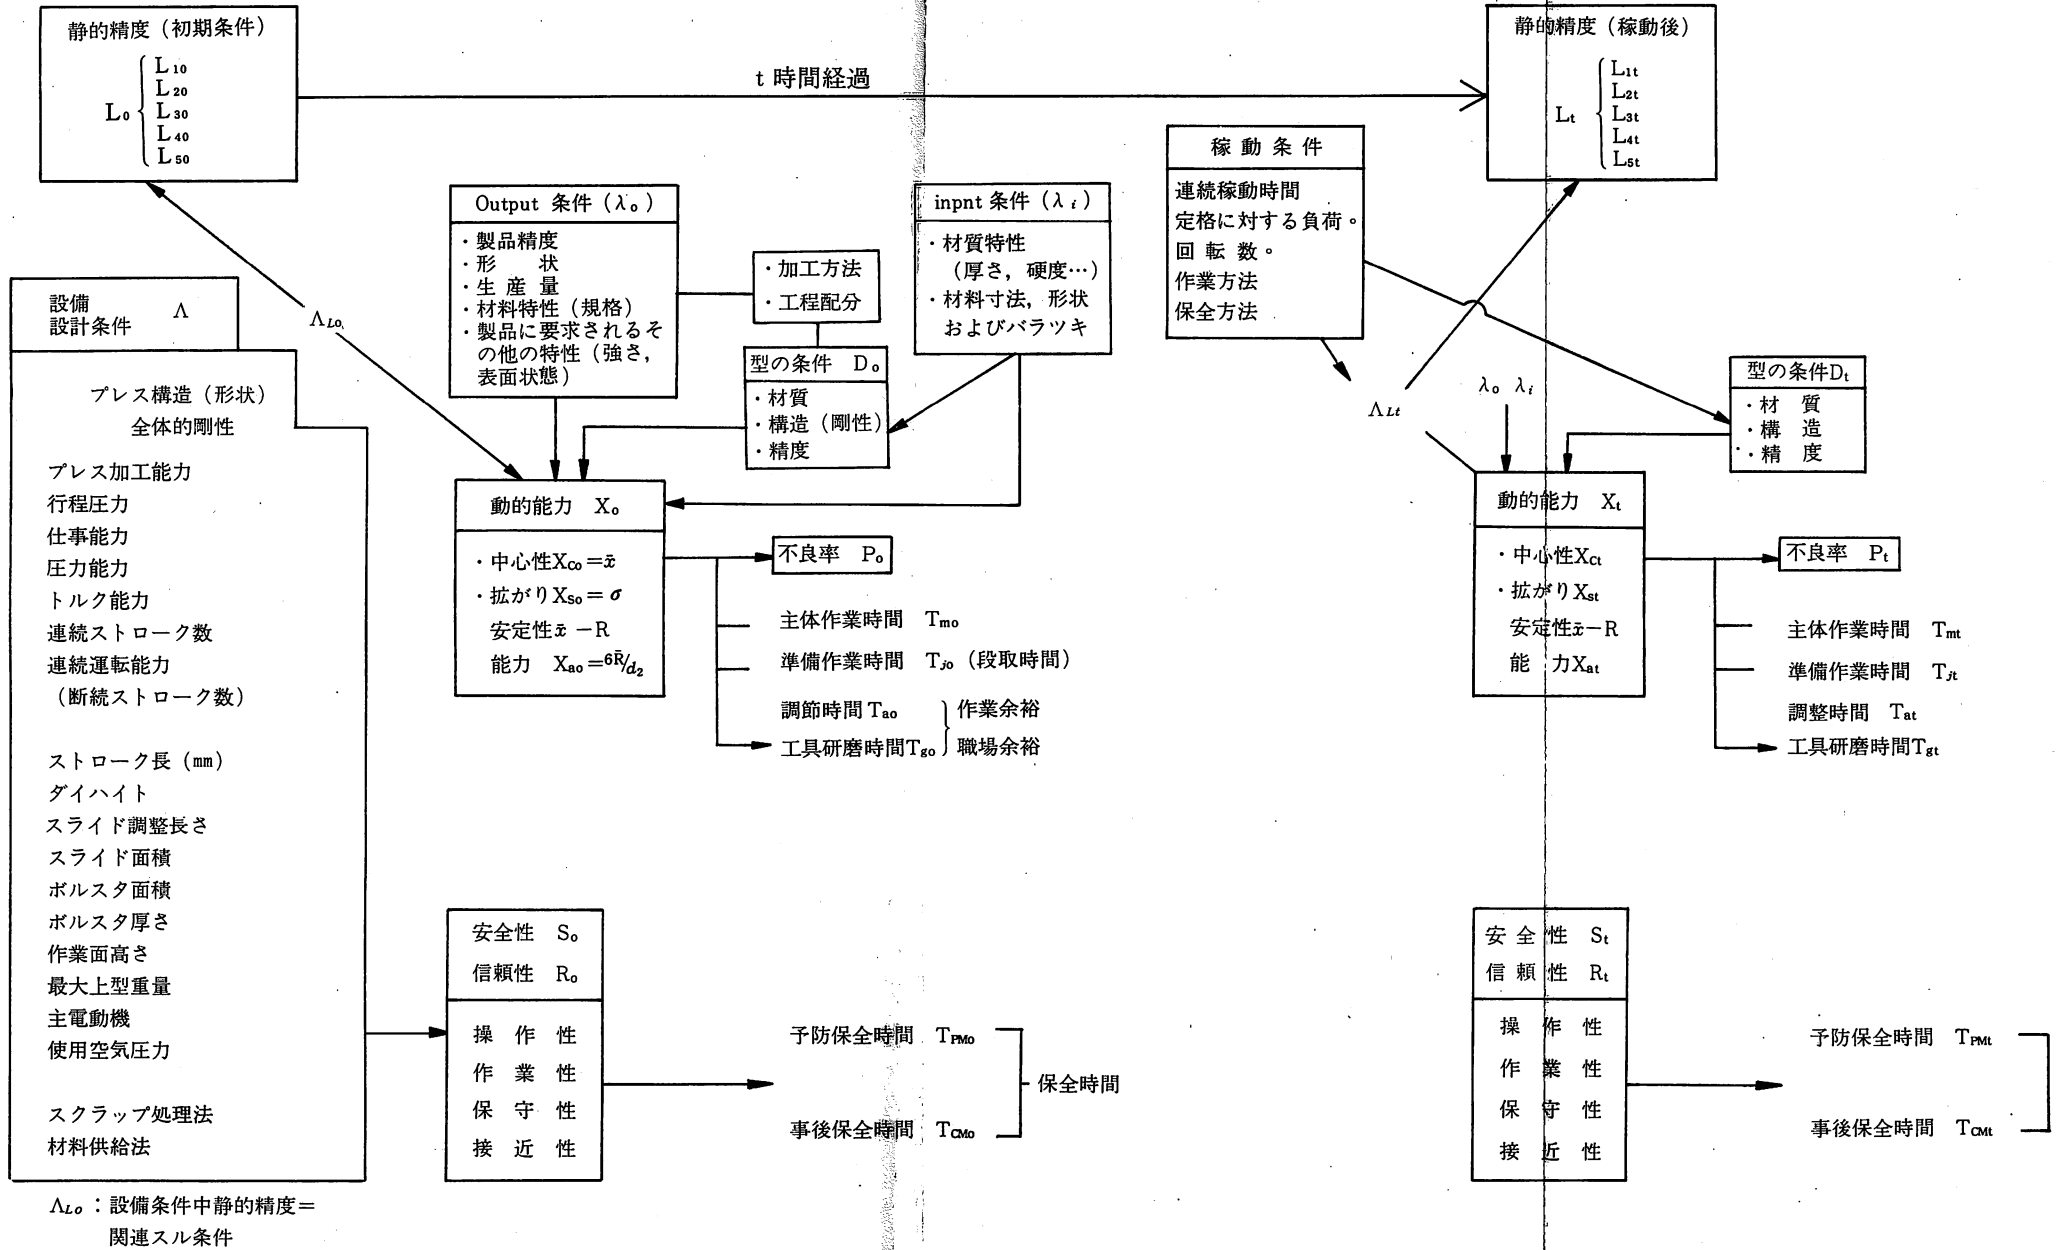 静的精度（初期条件）
L₀
L₁₀
L₂₀
L₃₀
L₄₀
L₅₀
t 時間経過
静的精度（稼動後）
Lt
L1t
L2t
L3t
L4t
L5t
稼 動 条 件
連続稼動時間
定格に対する負荷。
回 転 数。
作業方法
保全方法
Output 条件（λo）
・製品精度
・形　　状
・生 産 量
・材料特性（規格）
・製品に要求されるそ
の他の特性（強さ，
表面状態）
・加工方法
・工程配分
inpnt 条件（λi）
・材質特性
（厚さ，硬度…）
・材料寸法，形状
およびバラツキ
型の条件 Do
・材質
・構造（剛性）
・精度
ΛLo
設備
設計条件　Λ
プレス構造（形状）
全体的剛性
プレス加工能力
行程圧力
仕事能力
圧力能力
トルク能力
連続ストローク数
連続運転能力
（断続ストローク数）
ストローク長（mm）
ダイハイト
スライド調整長さ
スライド面積
ボルスタ面積
ボルスタ厚さ
作業面高さ
最大上型重量
主電動機
使用空気圧力
スクラップ処理法
材料供給法
ΛLo：設備条件中静的精度＝
関連スル条件
動的能力　Xo
・中心性Xco＝x̄
・拡がりXso＝σ
安定性x̄－R
能力　Xao＝6R̄/d₂
不良率　Po
主体作業時間　Tmo
準備作業時間　Tjo（段取時間）
調節時間 Tao
工具研磨時間Tgo
作業余裕
職場余裕
安全性　So
信頼性　Ro
操　作　性
作　業　性
保　守　性
接　近　性
予防保全時間　TPMo
事後保全時間　TCMo
保全時間
ΛLt
λo　λi
型の条件Dt
・材　質
・構　造
・精　度
動的能力　Xt
・中心性Xct
・拡がりXst
安定性x̄－R
能　力Xat
不良率　Pt
主体作業時間　Tmt
準備作業時間　Tjt
調整時間　Tat
工具研磨時間Tgt
安 全 性　St
信 頼 性　Rt
操　作　性
作　業　性
保　守　性
接　近　性
予防保全時間　TPMt
事後保全時間　TCMt